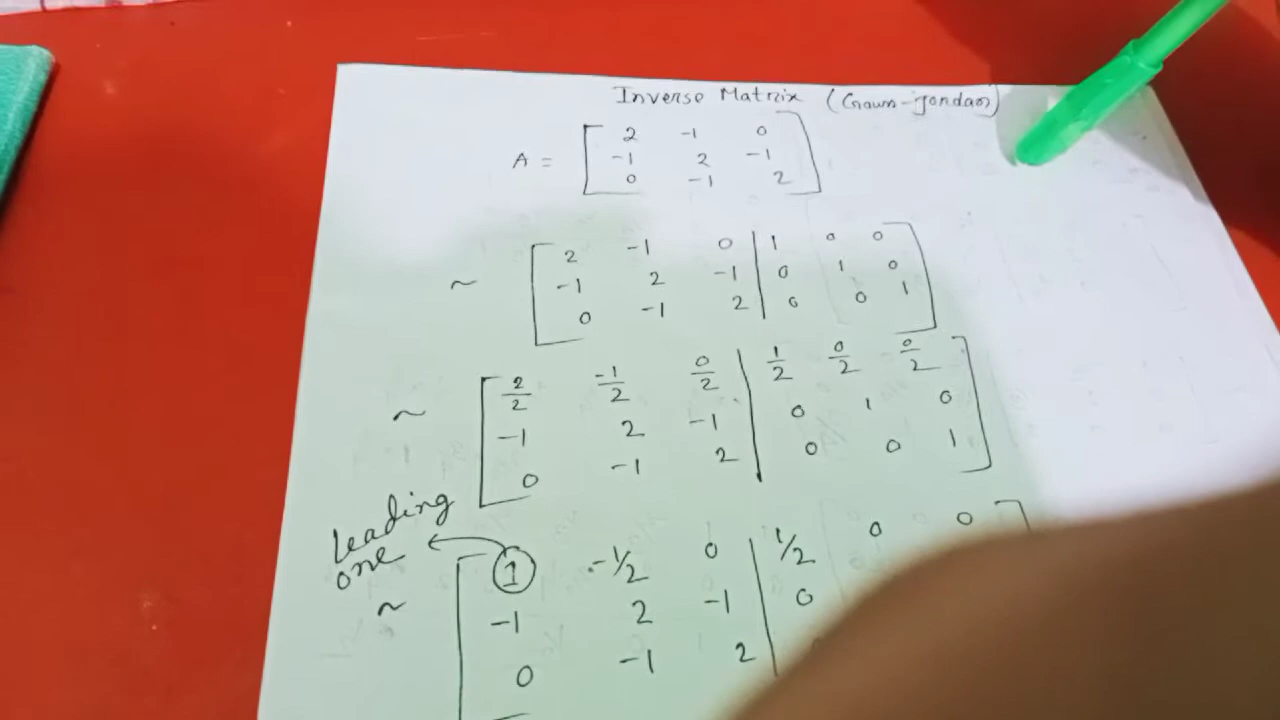 Inverse Matrix (Gauss-jordan)
A = [ 2 -1 0
-1 2 -1
0 -1 2 ]
~ [ 2 -1 0 | 1 0 0
-1 2 -1 | 0 1 0
0 -1 2 | 0 0 1 ]
~ [ 2/2 -1/2 0/2 | 1/2 0/2 0/2
-1 2 -1 | 0 1 0
0 -1 2 | 0 0 1 ]
Leading
one
~ [ 1 -1/2 0 | 1/2 0 0 ]
-1 2 -1 | 0
0 -1 2